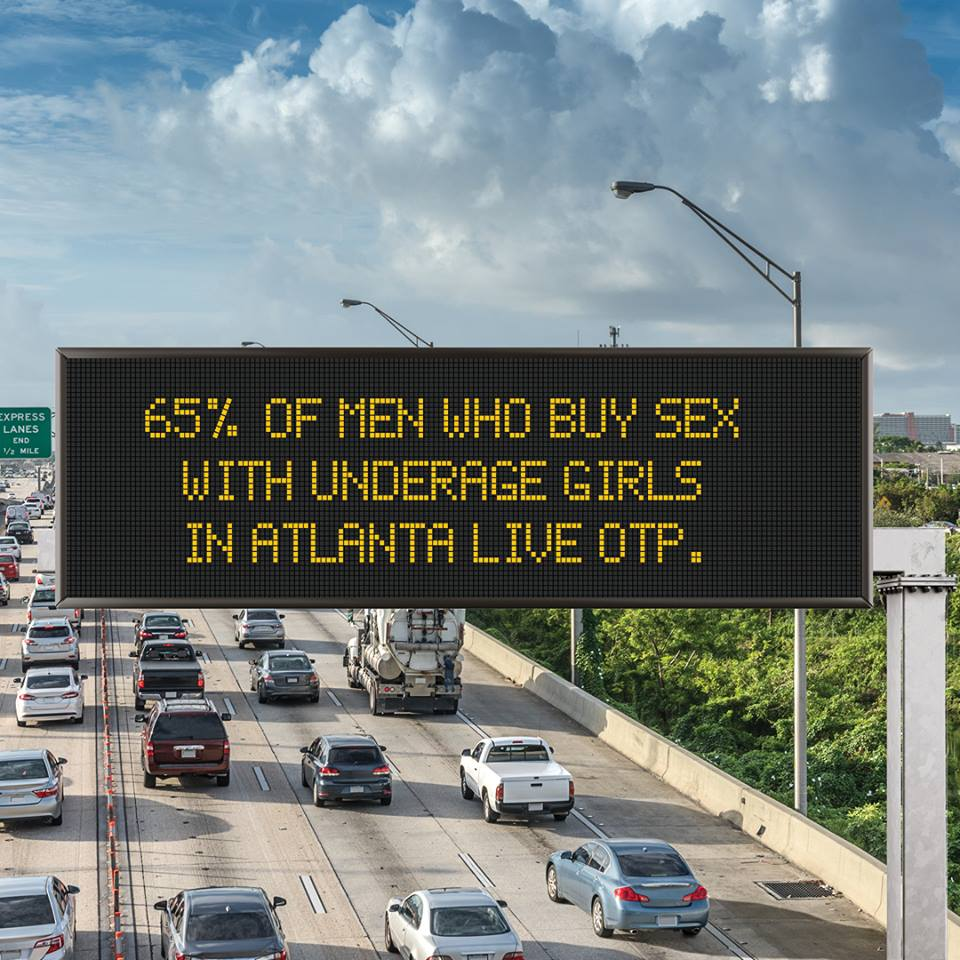 EXPRESS
LANES
END
1/2 MILE
65% OF MEN WHO BUY SEX
WITH UNDERAGE GIRLS
IN ATLANTA LIVE OTP.